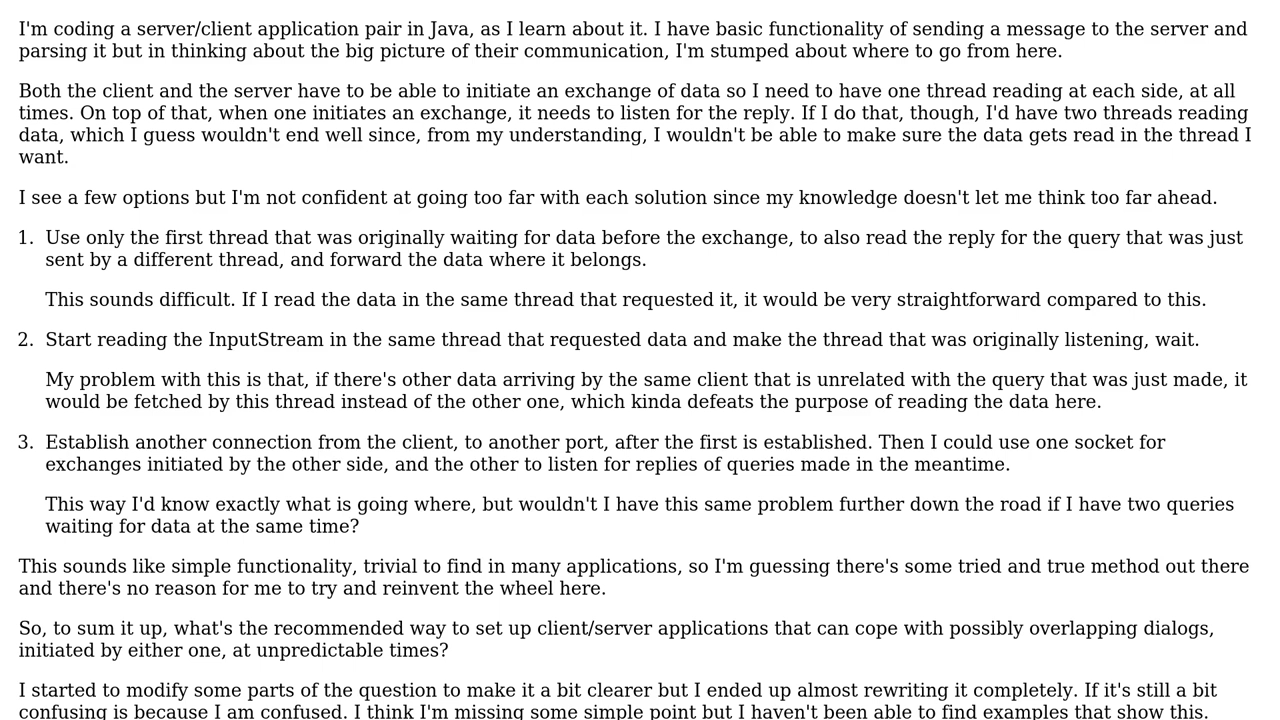 I'm coding a server/client application pair in Java, as I learn about it. I have basic functionality of sending a message to the server and
parsing it but in thinking about the big picture of their communication, I'm stumped about where to go from here.
Both the client and the server have to be able to initiate an exchange of data so I need to have one thread reading at each side, at all
times. On top of that, when one initiates an exchange, it needs to listen for the reply. If I do that, though, I'd have two threads reading
data, which I guess wouldn't end well since, from my understanding, I wouldn't be able to make sure the data gets read in the thread I
want.
I see a few options but I'm not confident at going too far with each solution since my knowledge doesn't let me think too far ahead.
1. Use only the first thread that was originally waiting for data before the exchange, to also read the reply for the query that was just
sent by a different thread, and forward the data where it belongs.
This sounds difficult. If I read the data in the same thread that requested it, it would be very straightforward compared to this.
2. Start reading the InputStream in the same thread that requested data and make the thread that was originally listening, wait.
My problem with this is that, if there's other data arriving by the same client that is unrelated with the query that was just made, it
would be fetched by this thread instead of the other one, which kinda defeats the purpose of reading the data here.
3. Establish another connection from the client, to another port, after the first is established. Then I could use one socket for
exchanges initiated by the other side, and the other to listen for replies of queries made in the meantime.
This way I'd know exactly what is going where, but wouldn't I have this same problem further down the road if I have two queries
waiting for data at the same time?
This sounds like simple functionality, trivial to find in many applications, so I'm guessing there's some tried and true method out there
and there's no reason for me to try and reinvent the wheel here.
So, to sum it up, what's the recommended way to set up client/server applications that can cope with possibly overlapping dialogs,
initiated by either one, at unpredictable times?
I started to modify some parts of the question to make it a bit clearer but I ended up almost rewriting it completely. If it's still a bit
confusing is because I am confused. I think I'm missing some simple point but I haven't been able to find examples that show this.